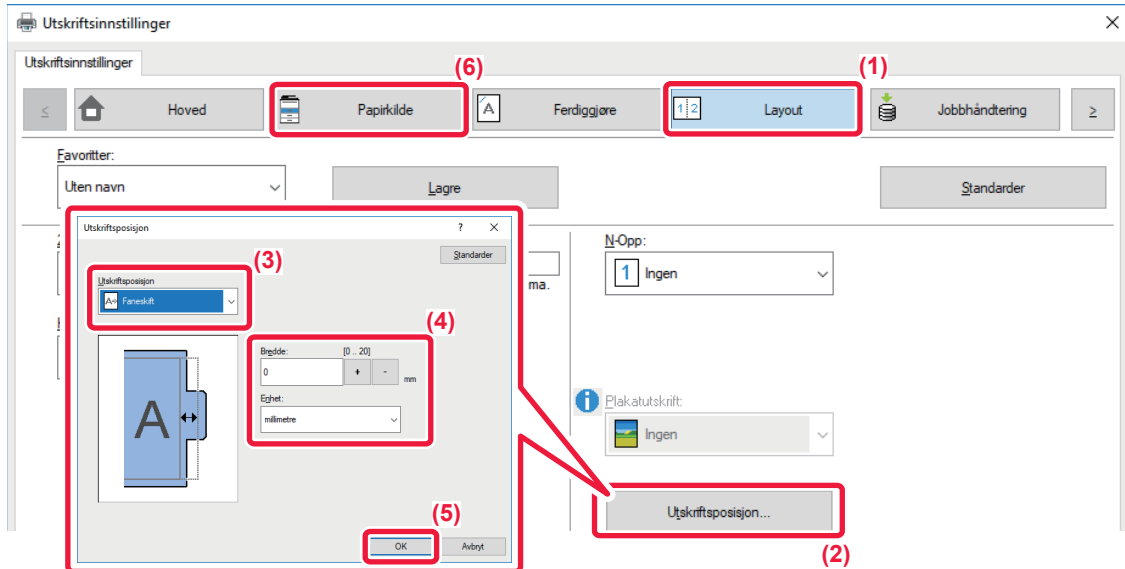 Utskriftsinnstillinger
Utskriftsinnstillinger
(6)
(1)
≤
Hoved
Papirkilde
Ferdiggjøre
Layout
Jobbhåndtering
≥
Favoritter:
Uten navn
Lagre
Standarder
Utskriftsposisjon
?
Standarder
(3)
Utskriftsposisjon
A Faneskift
(4)
Bredde: [0 .. 20]
0
+
-
mm
Enhet:
millimetre
A
(5)
OK
Avbryt
ma.
N-Opp:
1 Ingen
Plakatutskrift:
Ingen
Utskriftsposisjon...
(2)